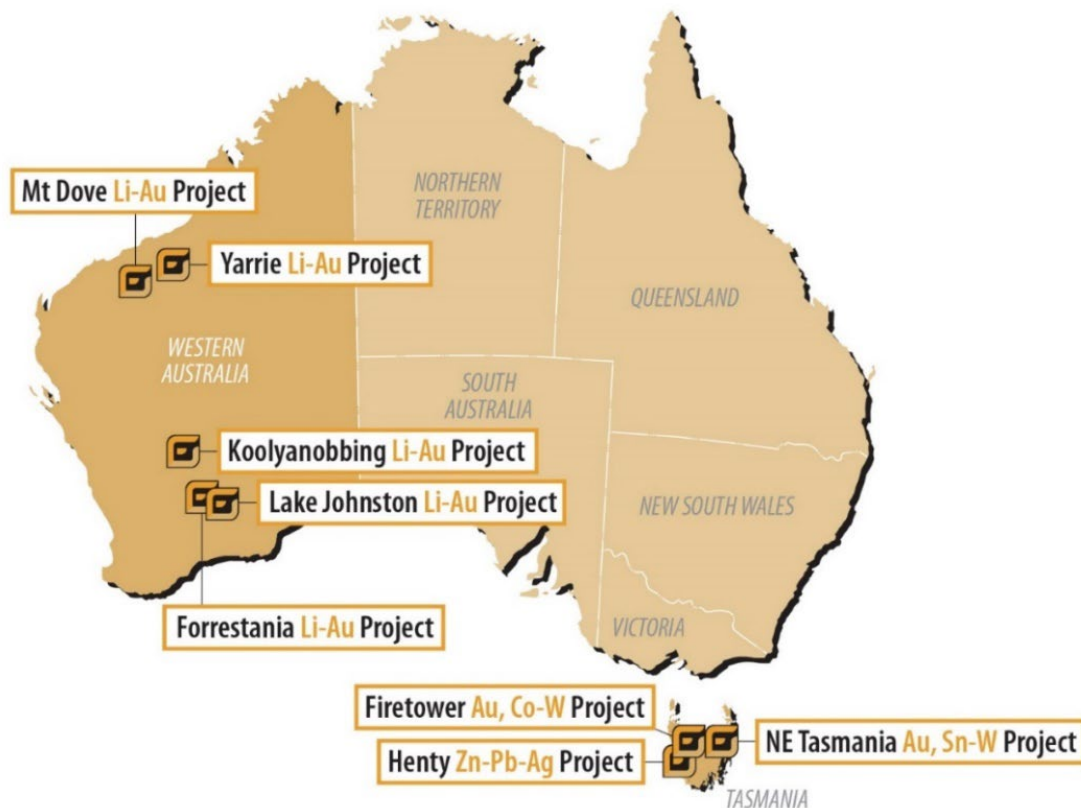 NORTHERN
TERRITORY
Mt Dove Li-Au Project
Yarrie Li-Au Project
QUEENSLAND
WESTERN
AUSTRALIA
SOUTH
AUSTRALIA
Koolyanobbing Li-Au Project
Lake Johnston Li-Au Project
NEW SOUTH WALES
Forrestania Li-Au Project
VICTORIA
Firetower Au, Co-W Project
NE Tasmania Au, Sn-W Project
Henty Zn-Pb-Ag Project
TASMANIA